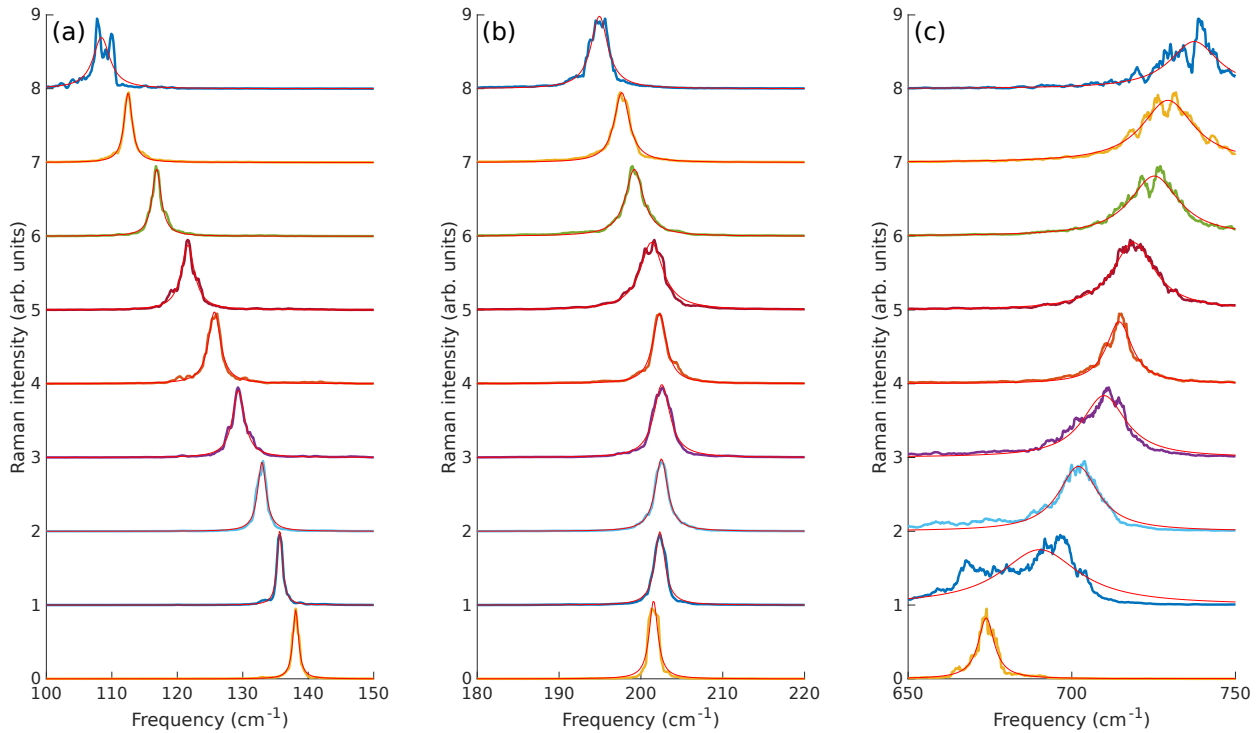 (a)
9
8
7
6
5
4
3
2
1
0
Raman intensity (arb. units)
100 110 120 130 140 150
Frequency (cm-1)
(b)
9
8
7
6
5
4
3
2
1
0
Raman intensity (arb. units)
180 190 200 210 220
Frequency (cm-1)
(c)
9
8
7
6
5
4
3
2
1
0
Raman intensity (arb. units)
650 700 750
Frequency (cm-1)